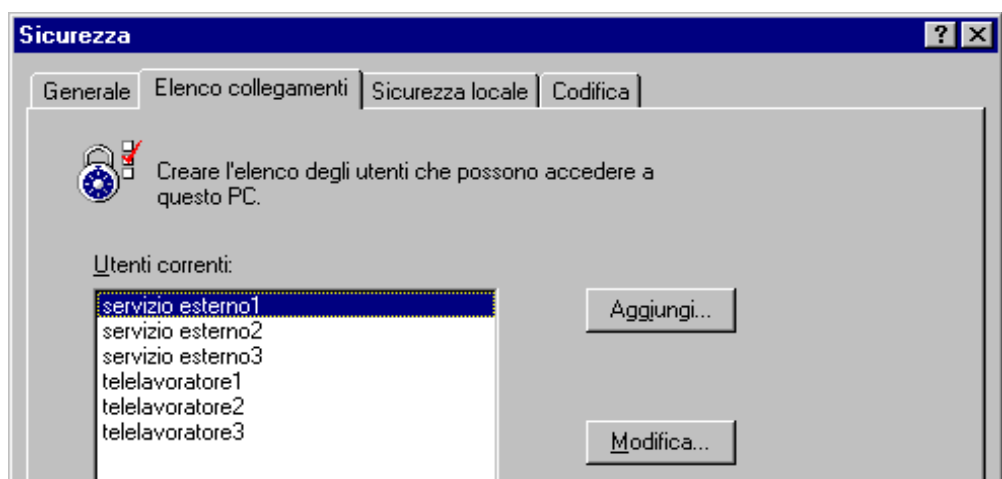 Sicurezza
Generale Elenco collegamenti Sicurezza locale Codifica
Creare l'elenco degli utenti che possono accedere a
questo PC.
Utenti correnti:
servizio esterno1
servizio esterno2
servizio esterno3
telelavoratore1
telelavoratore2
telelavoratore3
Aggiungi...
Modifica...